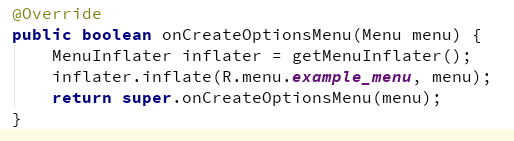 @Override
public boolean onCreateOptionsMenu(Menu menu) {
    MenuInflater inflater = getMenuInflater();
    inflater.inflate(R.menu.example_menu, menu);
    return super.onCreateOptionsMenu(menu);
}